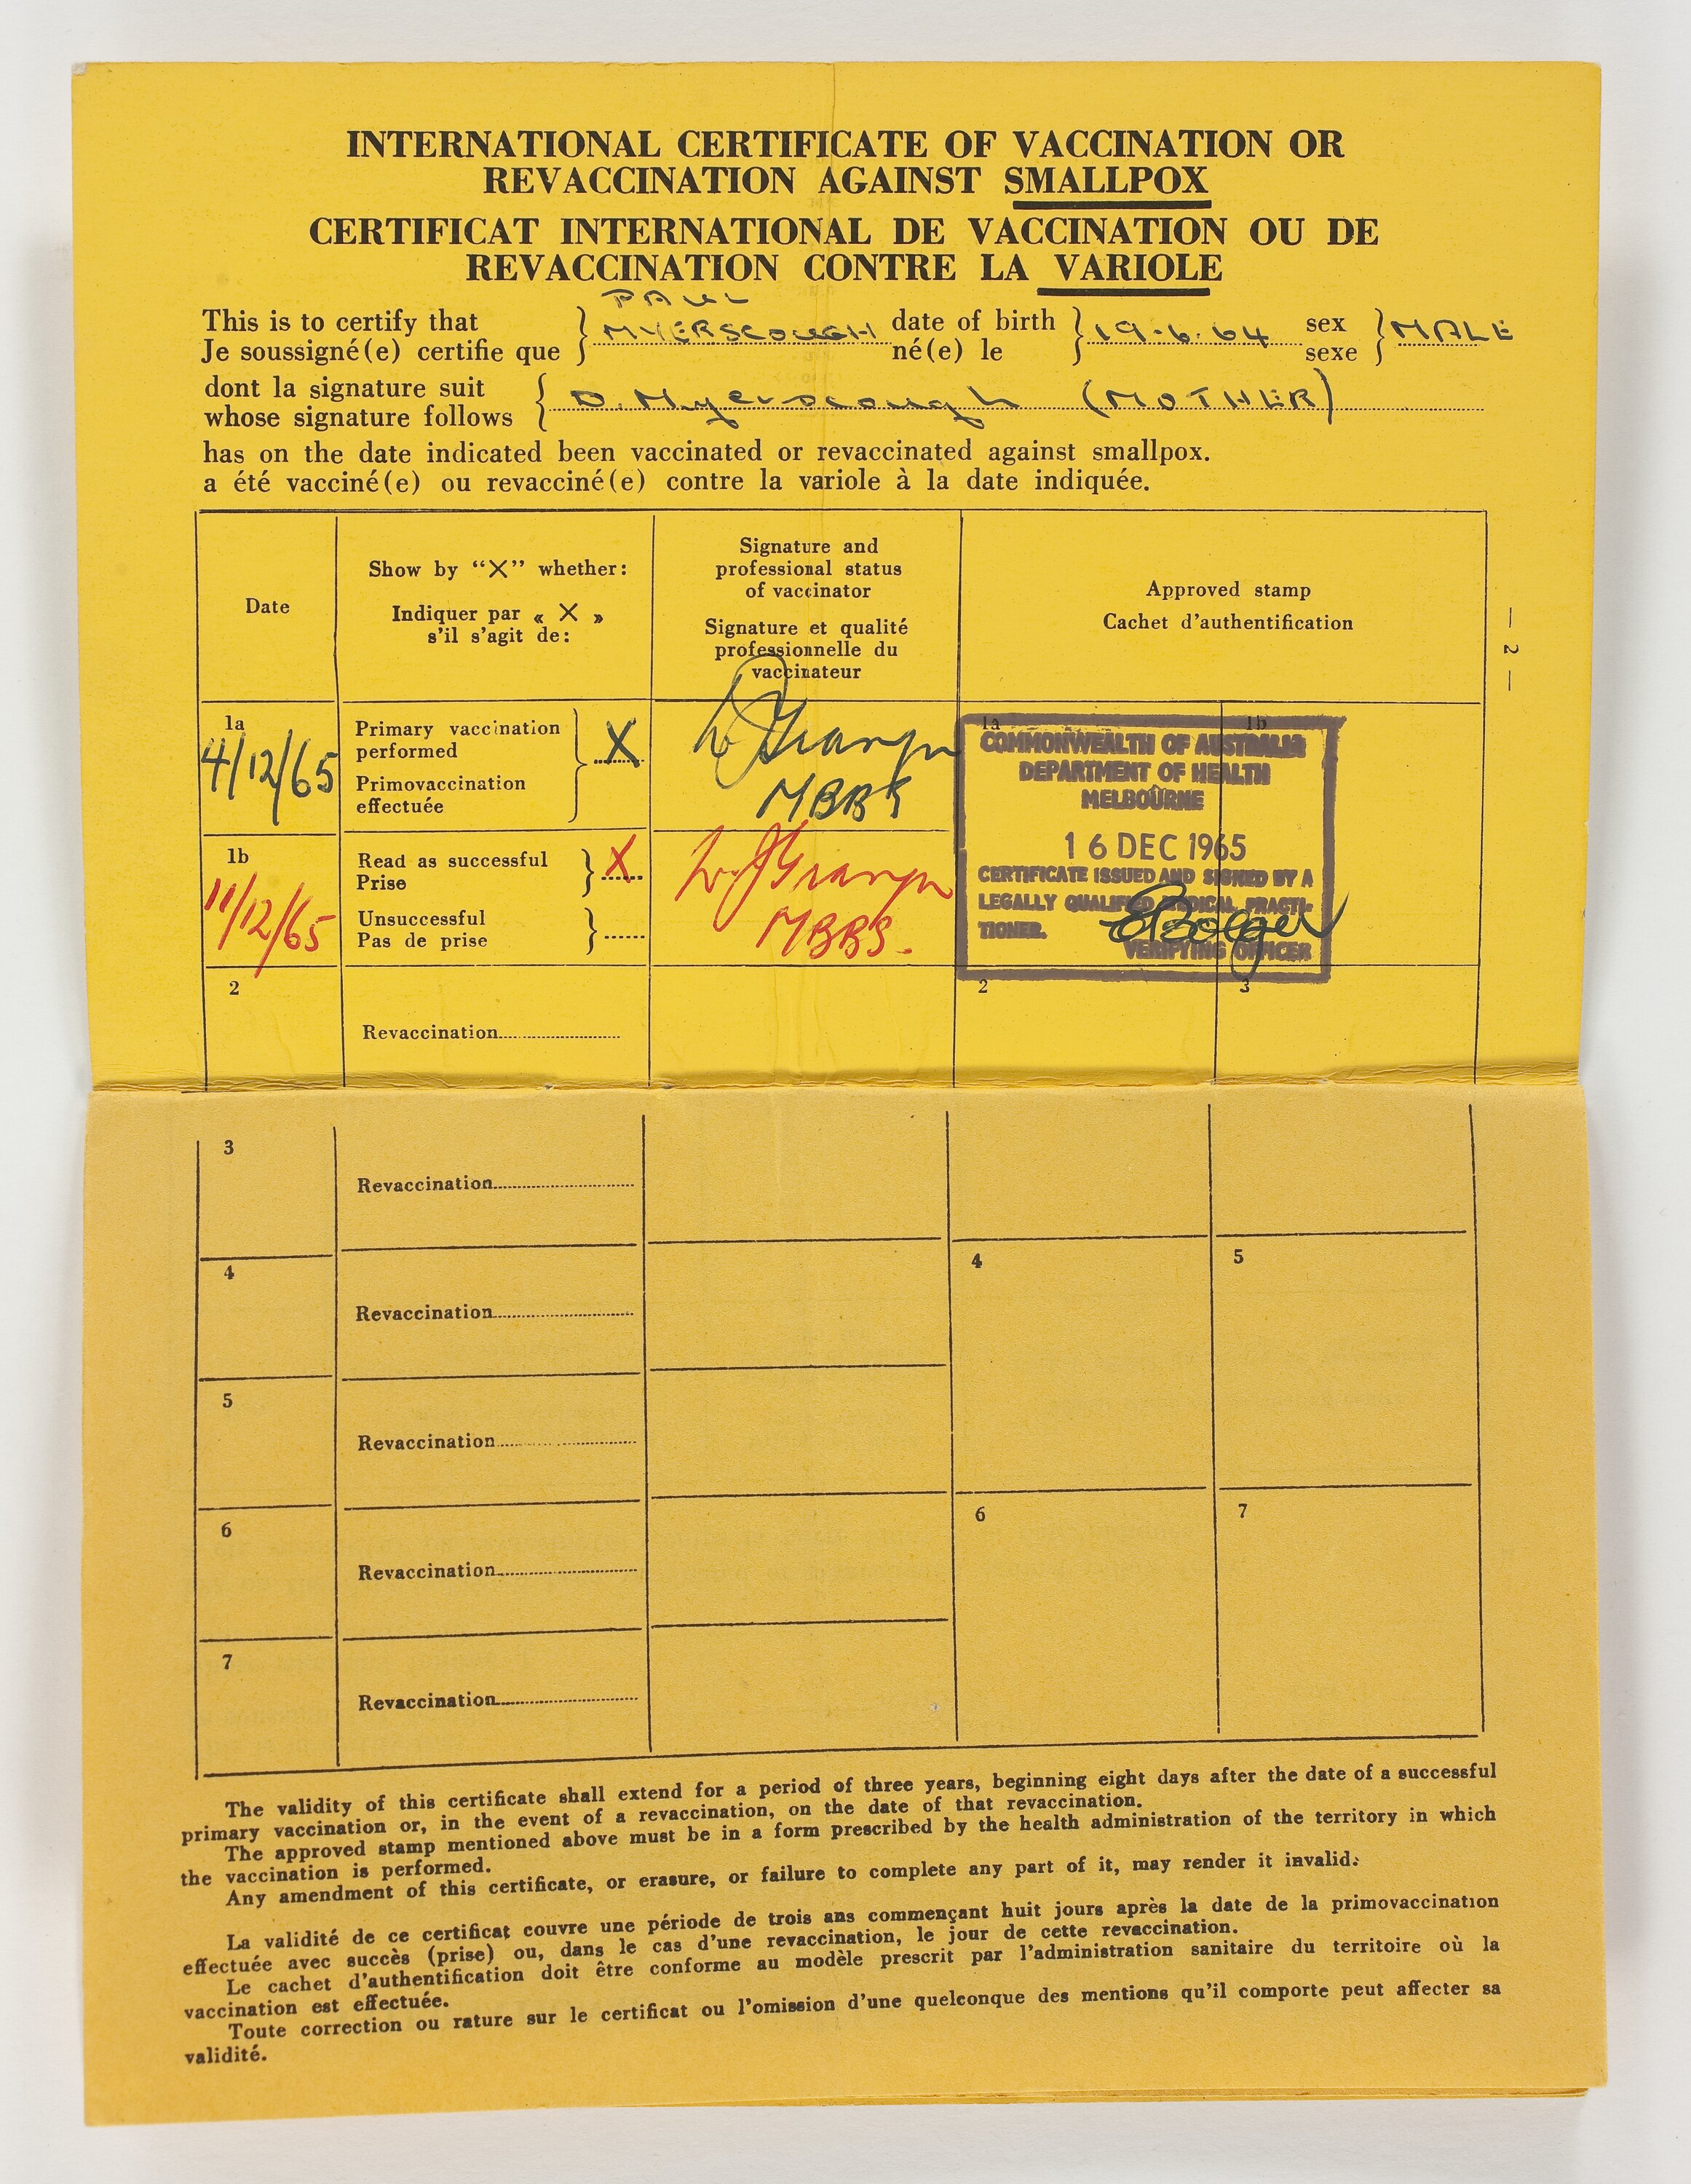 INTERNATIONAL CERTIFICATE OF VACCINATION OR
REVACCINATION AGAINST SMALLPOX
CERTIFICAT INTERNATIONAL DE VACCINATION OU DE
REVACCINATION CONTRE LA VARIOLE
This is to certify that
Je soussigné(e) certifie que
PAUL
MYERSCOUGH
date of birth
né(e) le
19.6.64
sex
sexe
MALE
dont la signature suit
whose signature follows
D. Myerscough (MOTHER)
has on the date indicated been vaccinated or revaccinated against smallpox.
a été vacciné(e) ou revacciné(e) contre la variole à la date indiquée.
Date
Show by "X" whether:
Indiquer par « X »
s'il s'agit de:
Signature and
professional status
of vaccinator
Signature et qualité
professionnelle du
vaccinateur
Approved stamp
Cachet d'authentification
— 2 —
1a
4/12/65
Primary vaccination
performed
Primovaccination
effectuée
X
MBBS
1a
1b
COMMONWEALTH OF AUSTRALIA
DEPARTMENT OF HEALTH
MELBOURNE
16 DEC 1965
CERTIFICATE ISSUED AND SIGNED BY A
LEGALLY QUALIFIED MEDICAL PRACTI-
TIONER.
VERIFYING OFFICER
1b
11/12/65
Read as successful
Prise
X
Unsuccessful
Pas de prise
MBBS.
2
Revaccination
2
3
3
Revaccination
4
Revaccination
4
5
5
Revaccination
6
Revaccination
6
7
7
Revaccination
The validity of this certificate shall extend for a period of three years, beginning eight days after the date of a successful
primary vaccination or, in the event of a revaccination, on the date of that revaccination.
The approved stamp mentioned above must be in a form prescribed by the health administration of the territory in which
the vaccination is performed.
Any amendment of this certificate, or erasure, or failure to complete any part of it, may render it invalid.
La validité de ce certificat couvre une période de trois ans commençant huit jours après la date de la primovaccination
effectuée avec succès (prise) ou, dans le cas d'une revaccination, le jour de cette revaccination.
Le cachet d'authentification doit être conforme au modèle prescrit par l'administration sanitaire du territoire où la
vaccination est effectuée.
Toute correction ou rature sur le certificat ou l'omission d'une quelconque des mentions qu'il comporte peut affecter sa
validité.